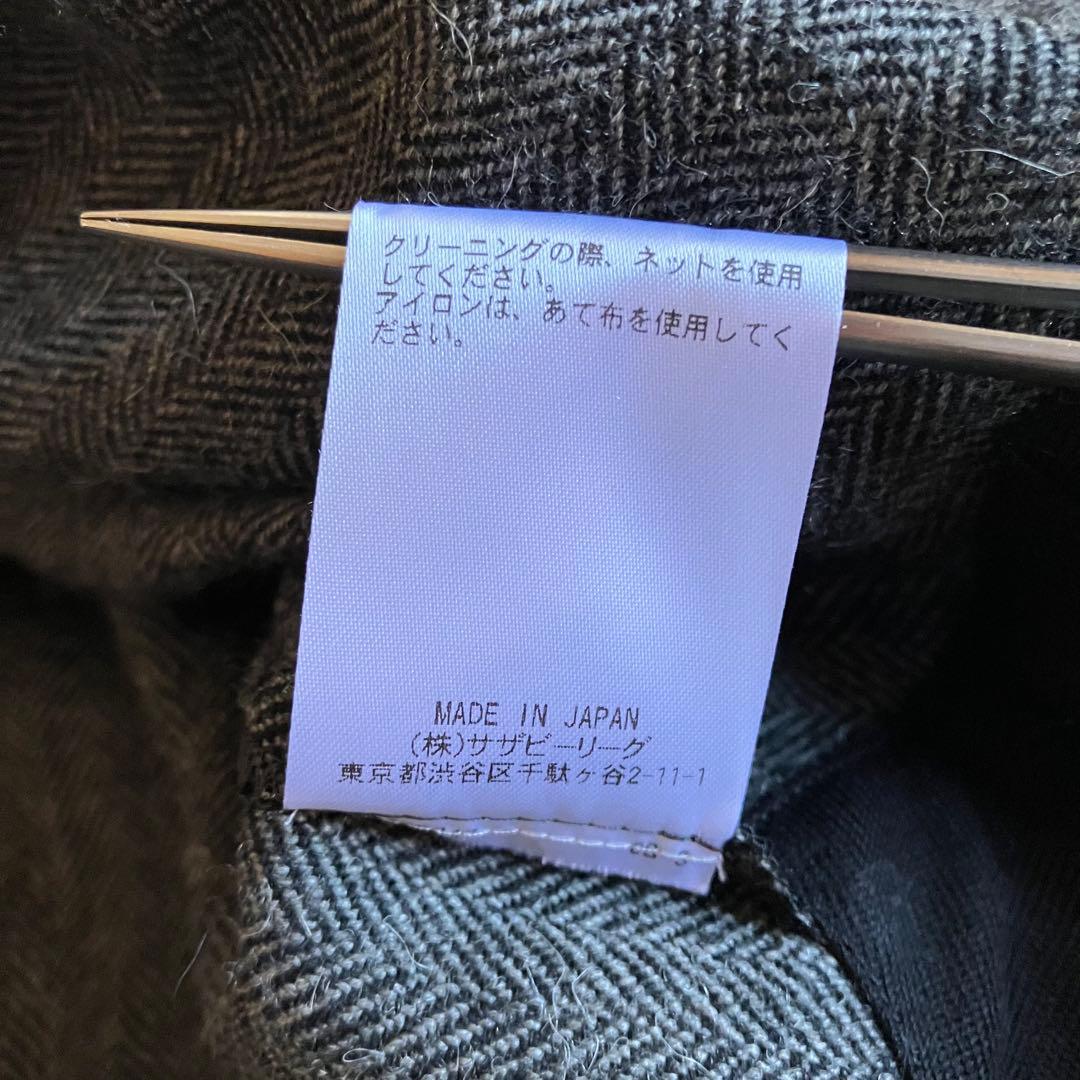 クリーニングの際、ネットを使用
してください。
アイロンは、あて布を使用してく
ださい。
MADE IN JAPAN
(株)サザビーリーグ
東京都渋谷区千駄ヶ谷2-11-1